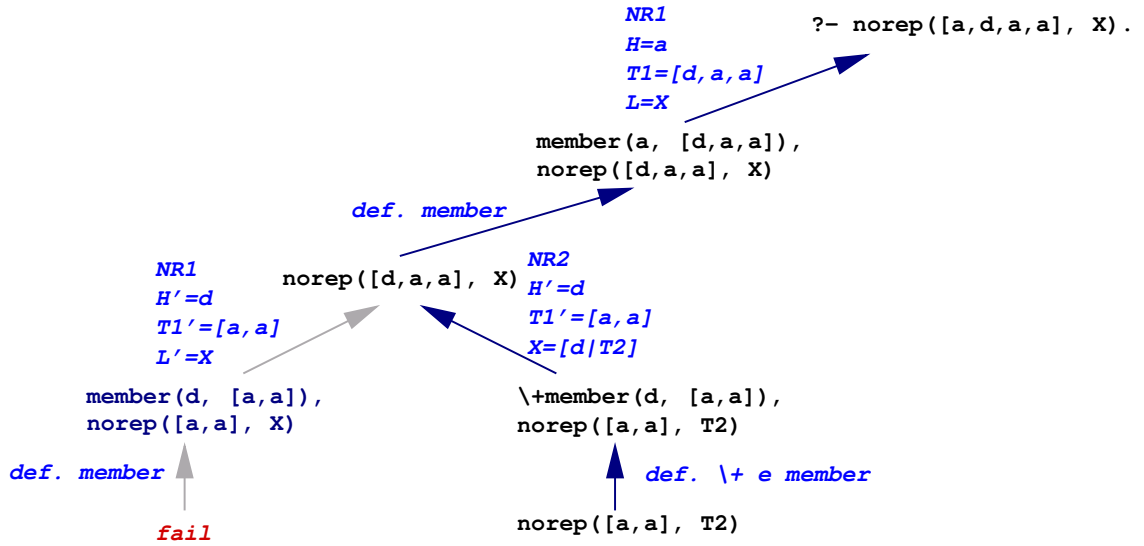 NR1
H=a
T1=[d,a,a]
L=X
?− norep([a,d,a,a], X).
member(a, [d,a,a]),
norep([d,a,a], X)
def. member
NR1
H'=d
T1'=[a,a]
L'=X
norep([d,a,a], X)
NR2
H'=d
T1'=[a,a]
X=[d|T2]
member(d, [a,a]),
norep([a,a], X)
\+member(d, [a,a]),
norep([a,a], T2)
def. member
def. \+ e member
fail
norep([a,a], T2)